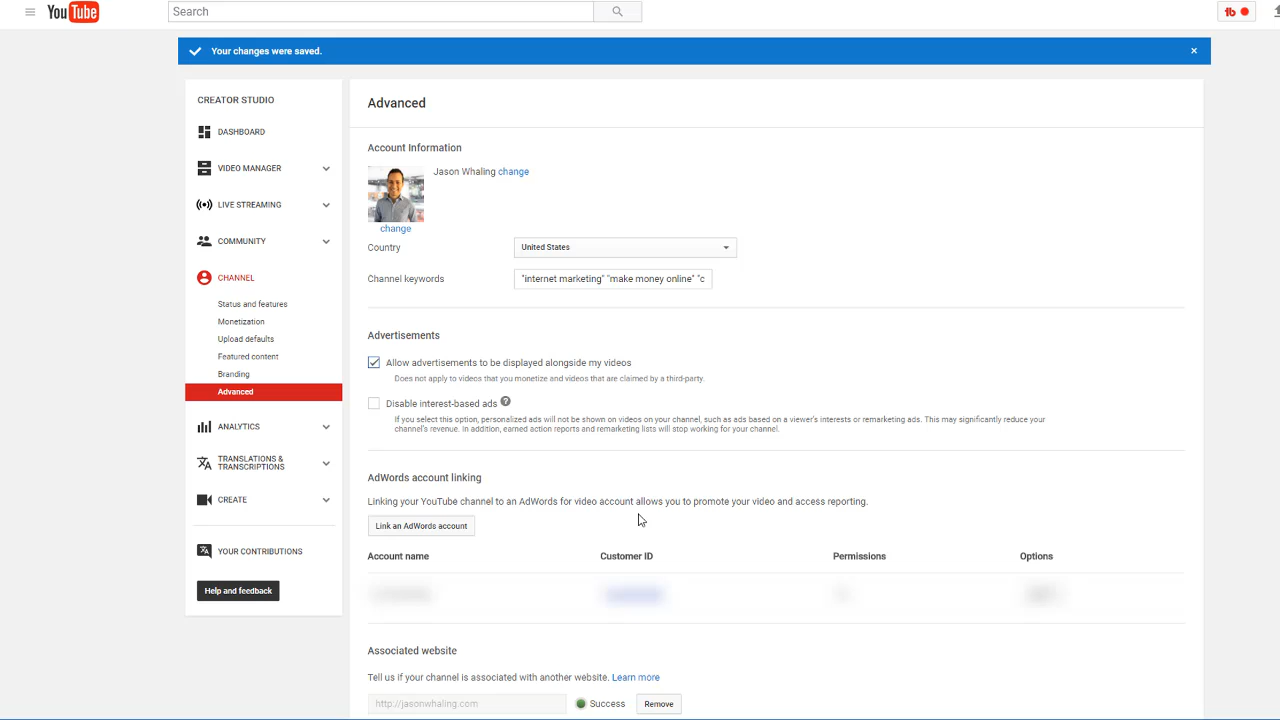 YouTube
Search
tb
Your changes were saved.
×
CREATOR STUDIO
DASHBOARD
VIDEO MANAGER
LIVE STREAMING
COMMUNITY
CHANNEL
Status and features
Monetization
Upload defaults
Featured content
Branding
Advanced
ANALYTICS
TRANSLATIONS &
TRANSCRIPTIONS
CREATE
YOUR CONTRIBUTIONS
Help and feedback
Advanced
Account Information
Jason Whaling change
change
Country
United States
Channel keywords
"internet marketing" "make money online" "c
Advertisements
Allow advertisements to be displayed alongside my videos
Does not apply to videos that you monetize and videos that are claimed by a third-party.
Disable interest-based ads ?
If you select this option, personalized ads will not be shown on videos on your channel, such as ads based on a viewer's interests or remarketing ads. This may significantly reduce your
channel's revenue. In addition, earned action reports and remarketing lists will stop working for your channel.
AdWords account linking
Linking your YouTube channel to an AdWords for video account allows you to promote your video and access reporting.
Link an AdWords account
Account name Customer ID Permissions Options
Associated website
Tell us if your channel is associated with another website. Learn more
http://jasonwhaling.com Success Remove